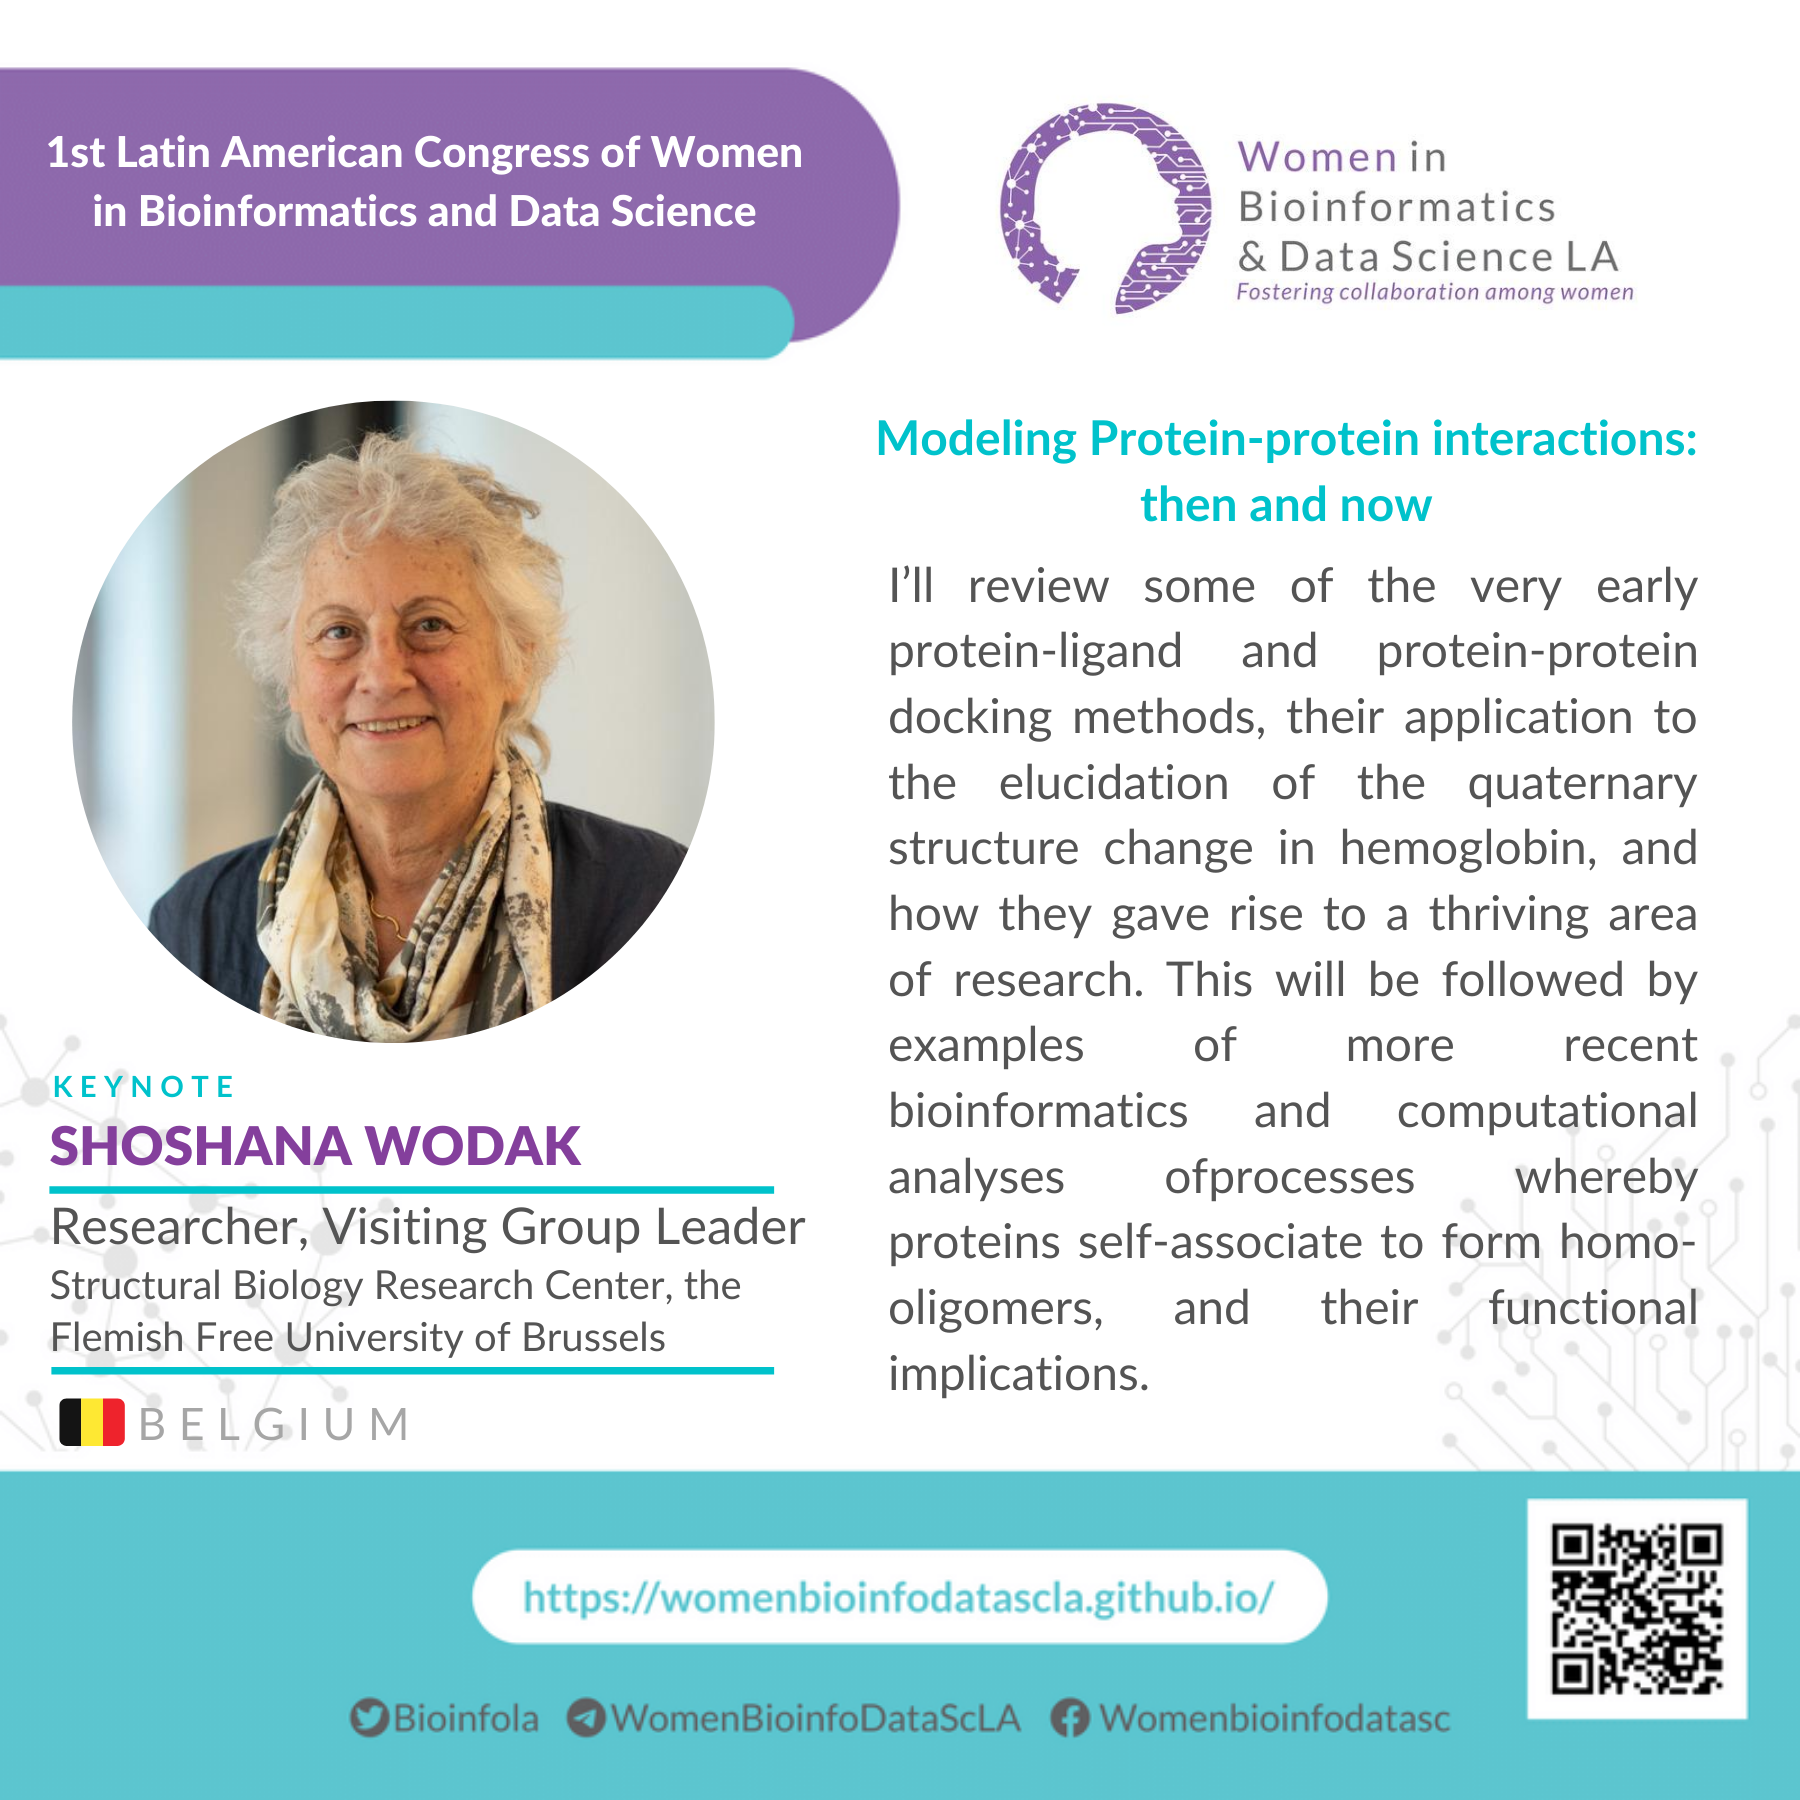 1st Latin American Congress of Women
in Bioinformatics and Data Science
Women in
Bioinformatics
& Data Science LA
Fostering collaboration among women
KEYNOTE
SHOSHANA WODAK
Researcher, Visiting Group Leader
Structural Biology Research Center, the
Flemish Free University of Brussels
BELGIUM
Modeling Protein-protein interactions:
then and now
I’ll review some of the very early
protein-ligand and protein-protein
docking methods, their application to
the elucidation of the quaternary
structure change in hemoglobin, and
how they gave rise to a thriving area
of research. This will be followed by
examples of more recent
bioinformatics and computational
analyses ofprocesses whereby
proteins self-associate to form homo-
oligomers, and their functional
implications.
https://womenbioinfodatascla.github.io/
Bioinfola WomenBioinfoDataScLA Womenbioinfodatasc